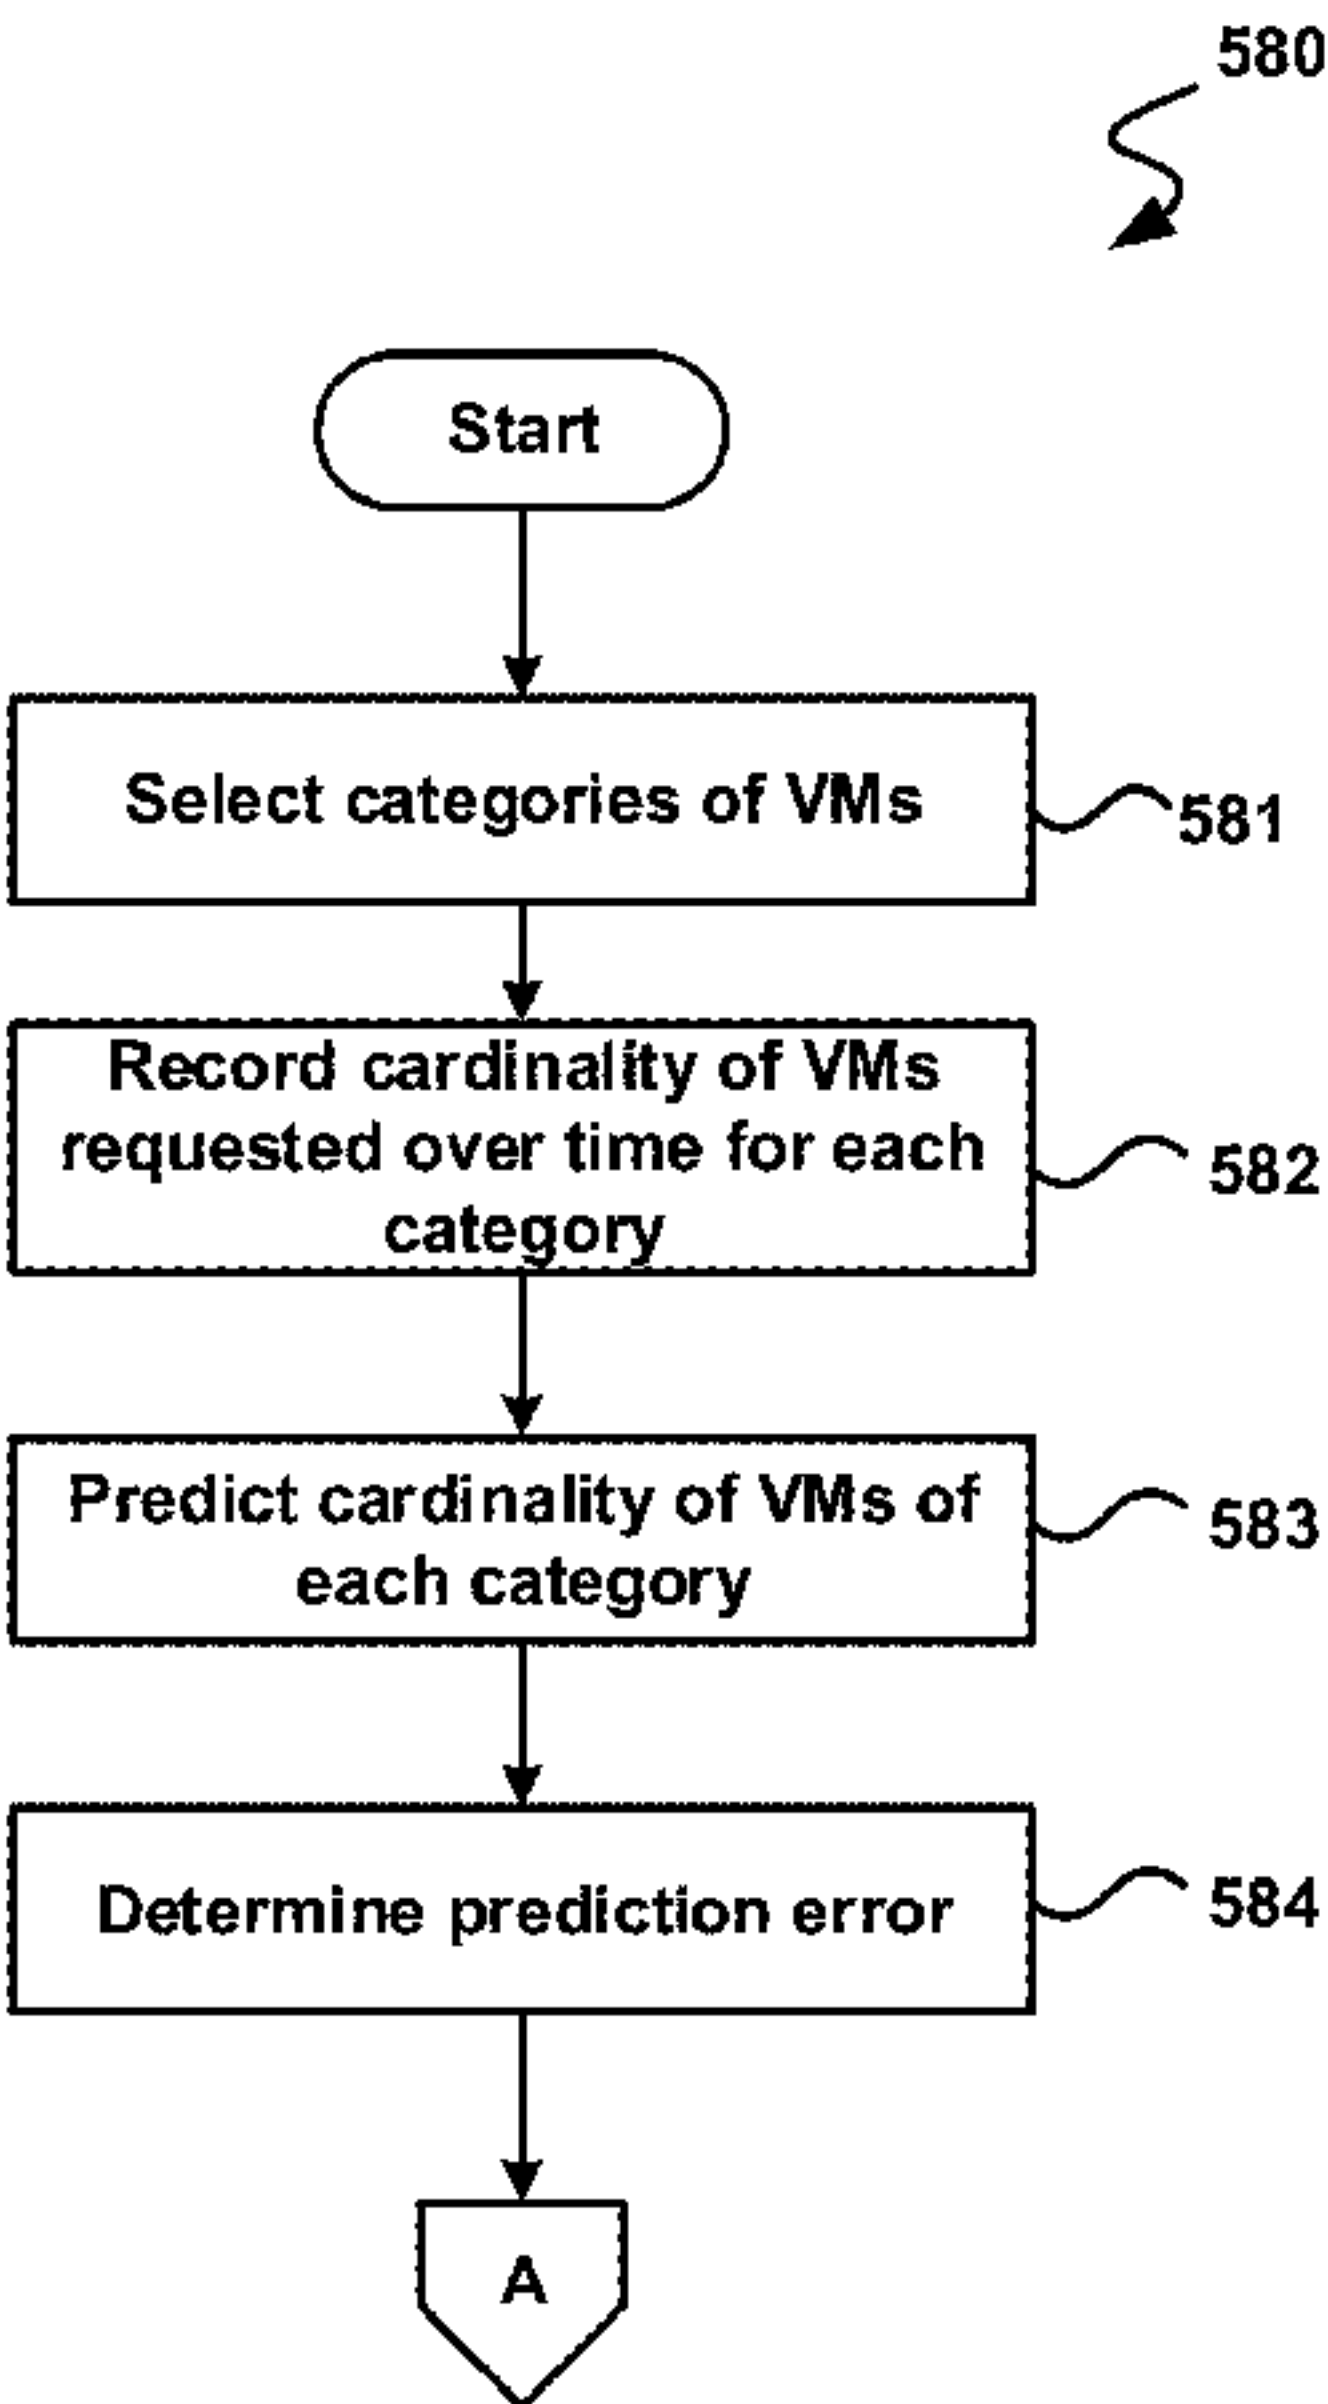 580
Start
Select categories of VMs
581
Record cardinality of VMs
requested over time for each
category
582
Predict cardinality of VMs of
each category
583
Determine prediction error
584
A